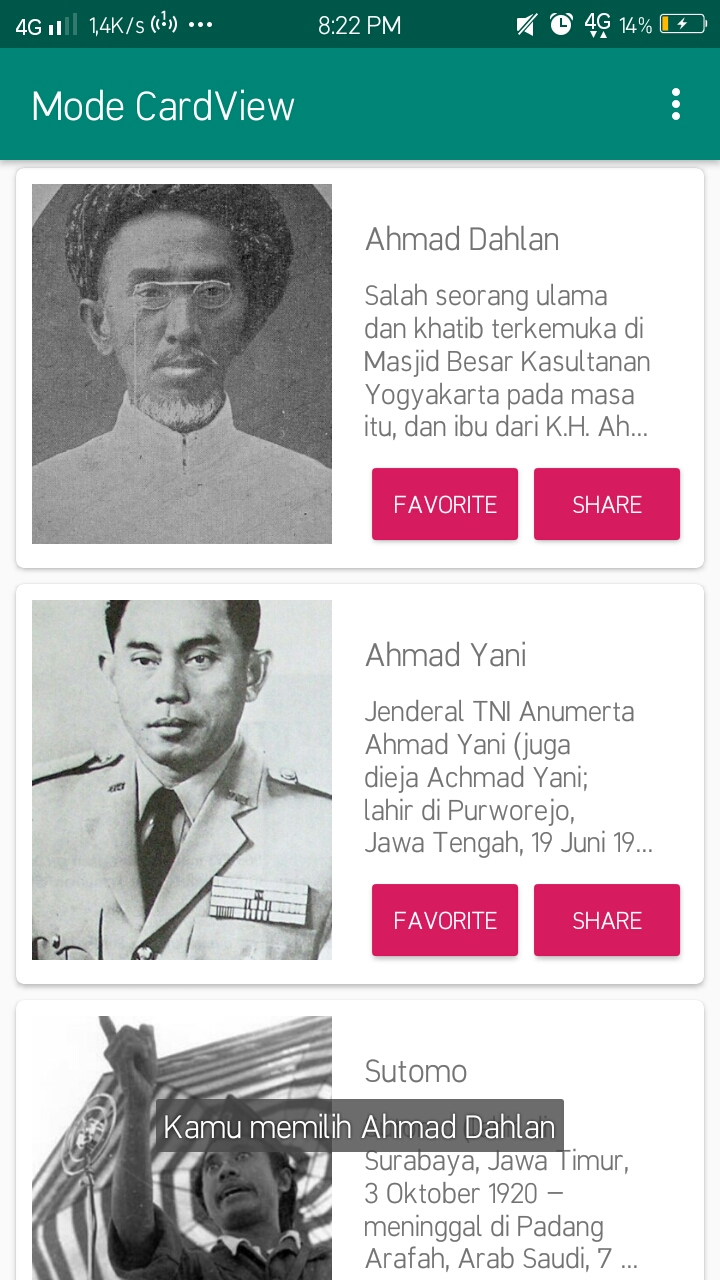 4G 1,4K/s 8:22 PM 4G 14%
Mode CardView
Ahmad Dahlan
Salah seorang ulama
dan khatib terkemuka di
Masjid Besar Kasultanan
Yogyakarta pada masa
itu, dan ibu dari K.H. Ah...
FAVORITE SHARE
Ahmad Yani
Jenderal TNI Anumerta
Ahmad Yani (juga
dieja Achmad Yani;
lahir di Purworejo,
Jawa Tengah, 19 Juni 19...
FAVORITE SHARE
Sutomo
Kamu memilih Ahmad Dahlan
Surabaya, Jawa Timur,
3 Oktober 1920 –
meninggal di Padang
Arafah, Arab Saudi, 7 ...